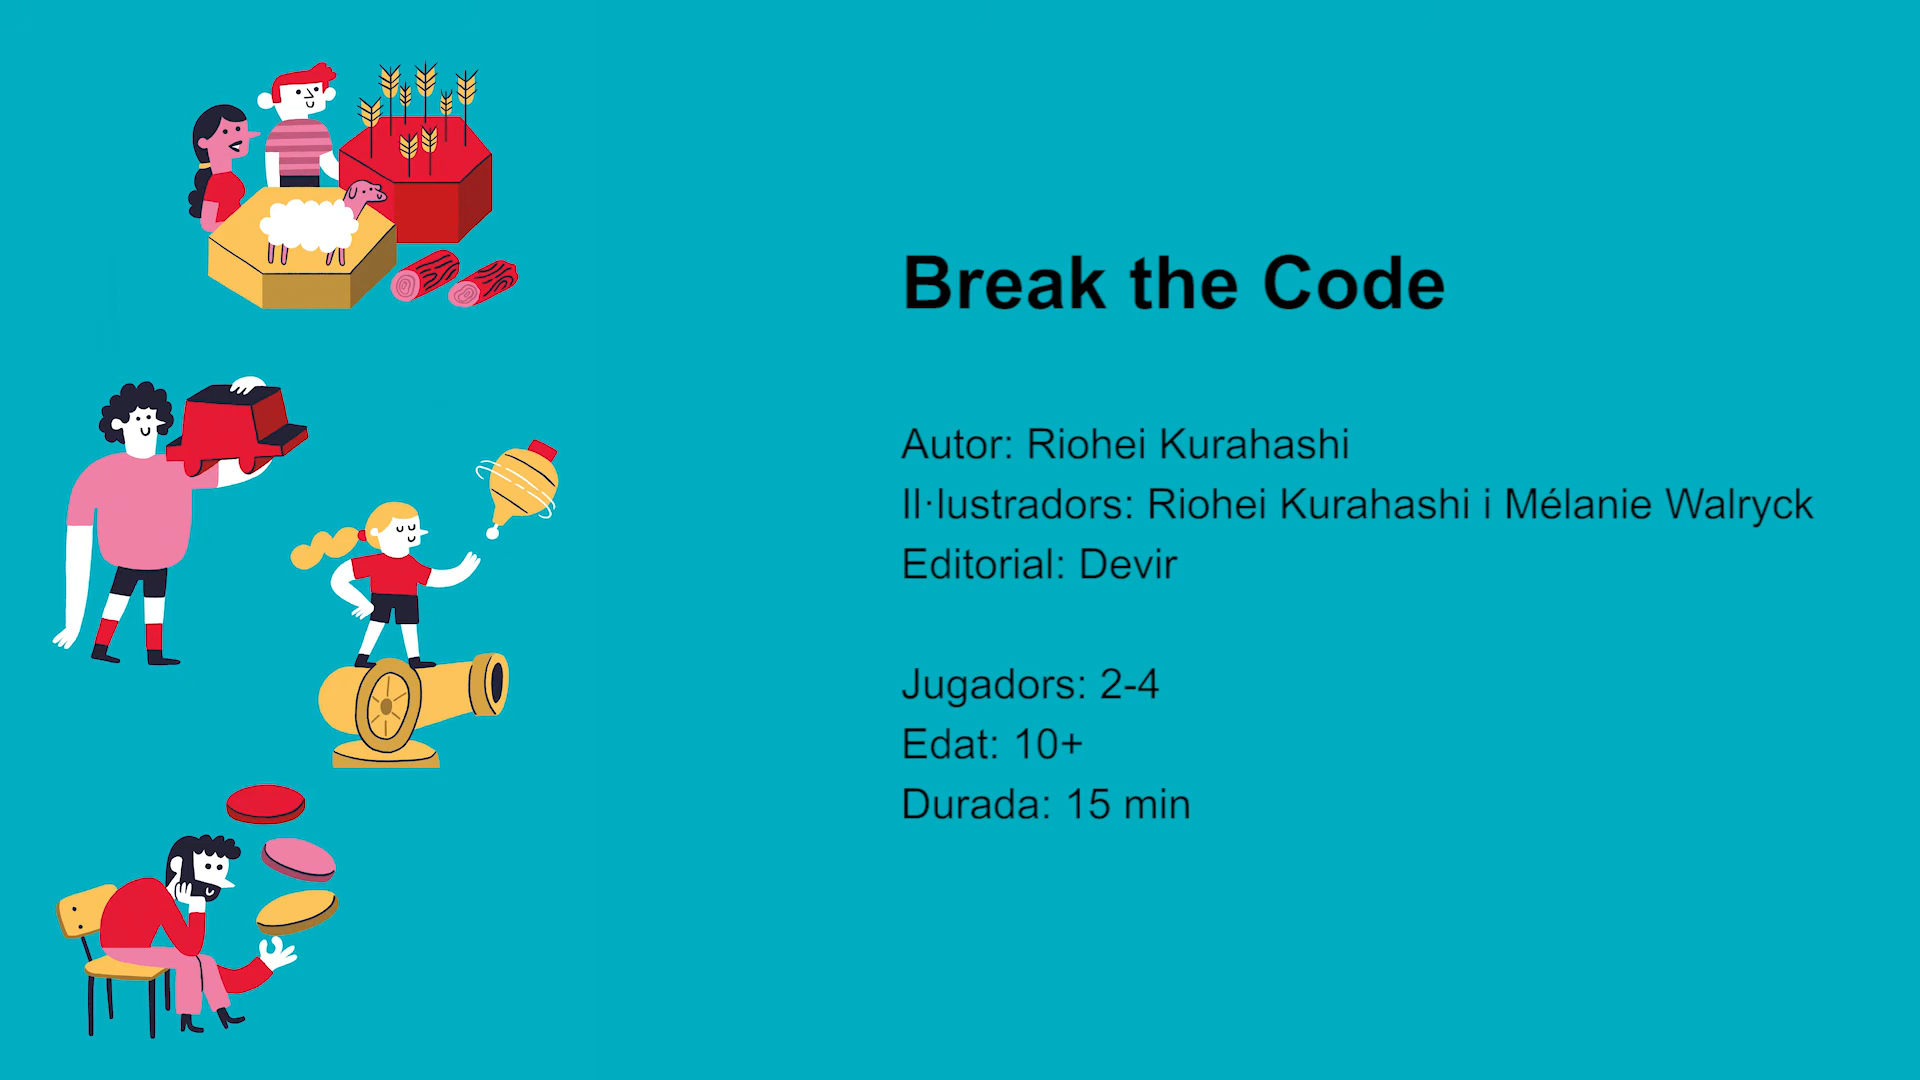 Break the Code
Autor: Riohei Kurahashi
Il·lustradors: Riohei Kurahashi i Mélanie Walryck
Editorial: Devir
Jugadors: 2-4
Edat: 10+
Durada: 15 min